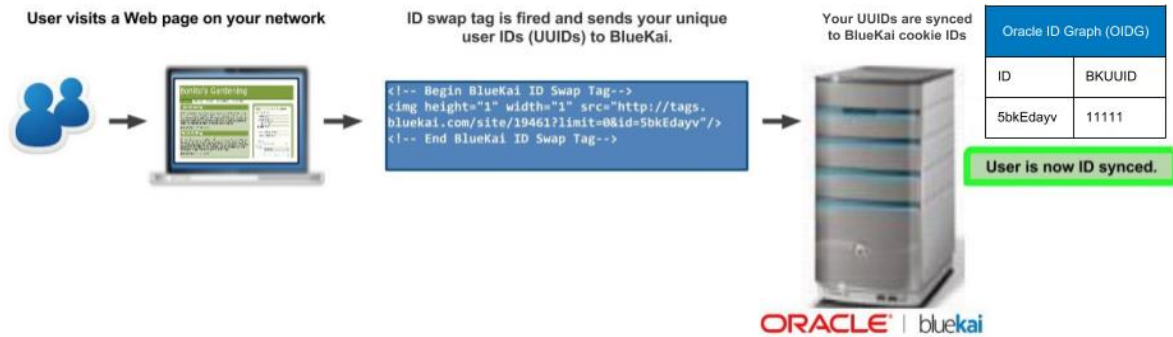 User visits a Web page on your network
ID swap tag is fired and sends your unique
user IDs (UUIDs) to BlueKai.
Your UUIDs are synced
to BlueKai cookie IDs
Oracle ID Graph (OIDG)
ID BKUUID
5bkEdayv 11111
Bonito's Gardening
<!-- Begin BlueKai ID Swap Tag-->
<img height="1" width="1" src="http://tags.
bluekai.com/site/19461?limit=0&id=5bkEdayv"/>
<!-- End BlueKai ID Swap Tag-->
User is now ID synced.
ORACLE | bluekai